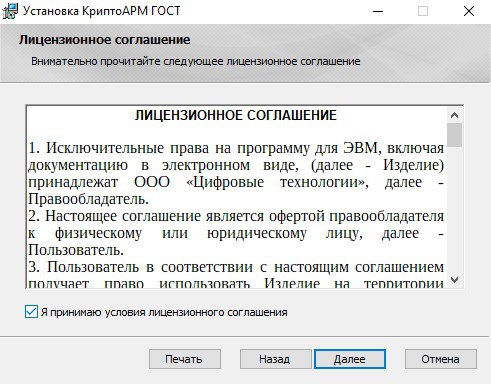 Установка КриптоАРМ ГОСТ
Лицензионное соглашение
Внимательно прочитайте следующее лицензионное соглашение
ЛИЦЕНЗИОННОЕ СОГЛАШЕНИЕ
1. Исключительные права на программу для ЭВМ, включая
документацию в электронном виде, (далее - Изделие)
принадлежат ООО «Цифровые технологии», далее -
Правообладатель.
2. Настоящее соглашение является офертой правообладателя
к физическому или юридическому лицу, далее -
Пользователь.
3. Пользователь в соответствии с настоящим соглашением
получает право использовать Изделие на территории
Я принимаю условия лицензионного соглашения
Печать Назад Далее Отмена